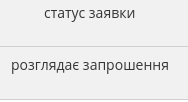 статус заявки
розглядає запрошення